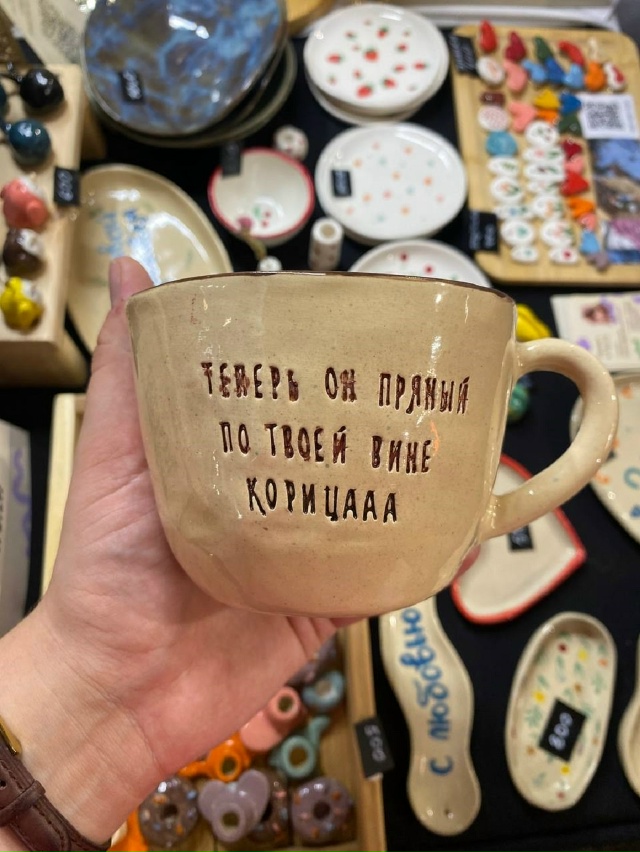 ТЕПЕРЬ ОН ПРЯНЫЙ
ПО ТВОЕЙ ВИНЕ
КОРИЦААА
с любовью
800